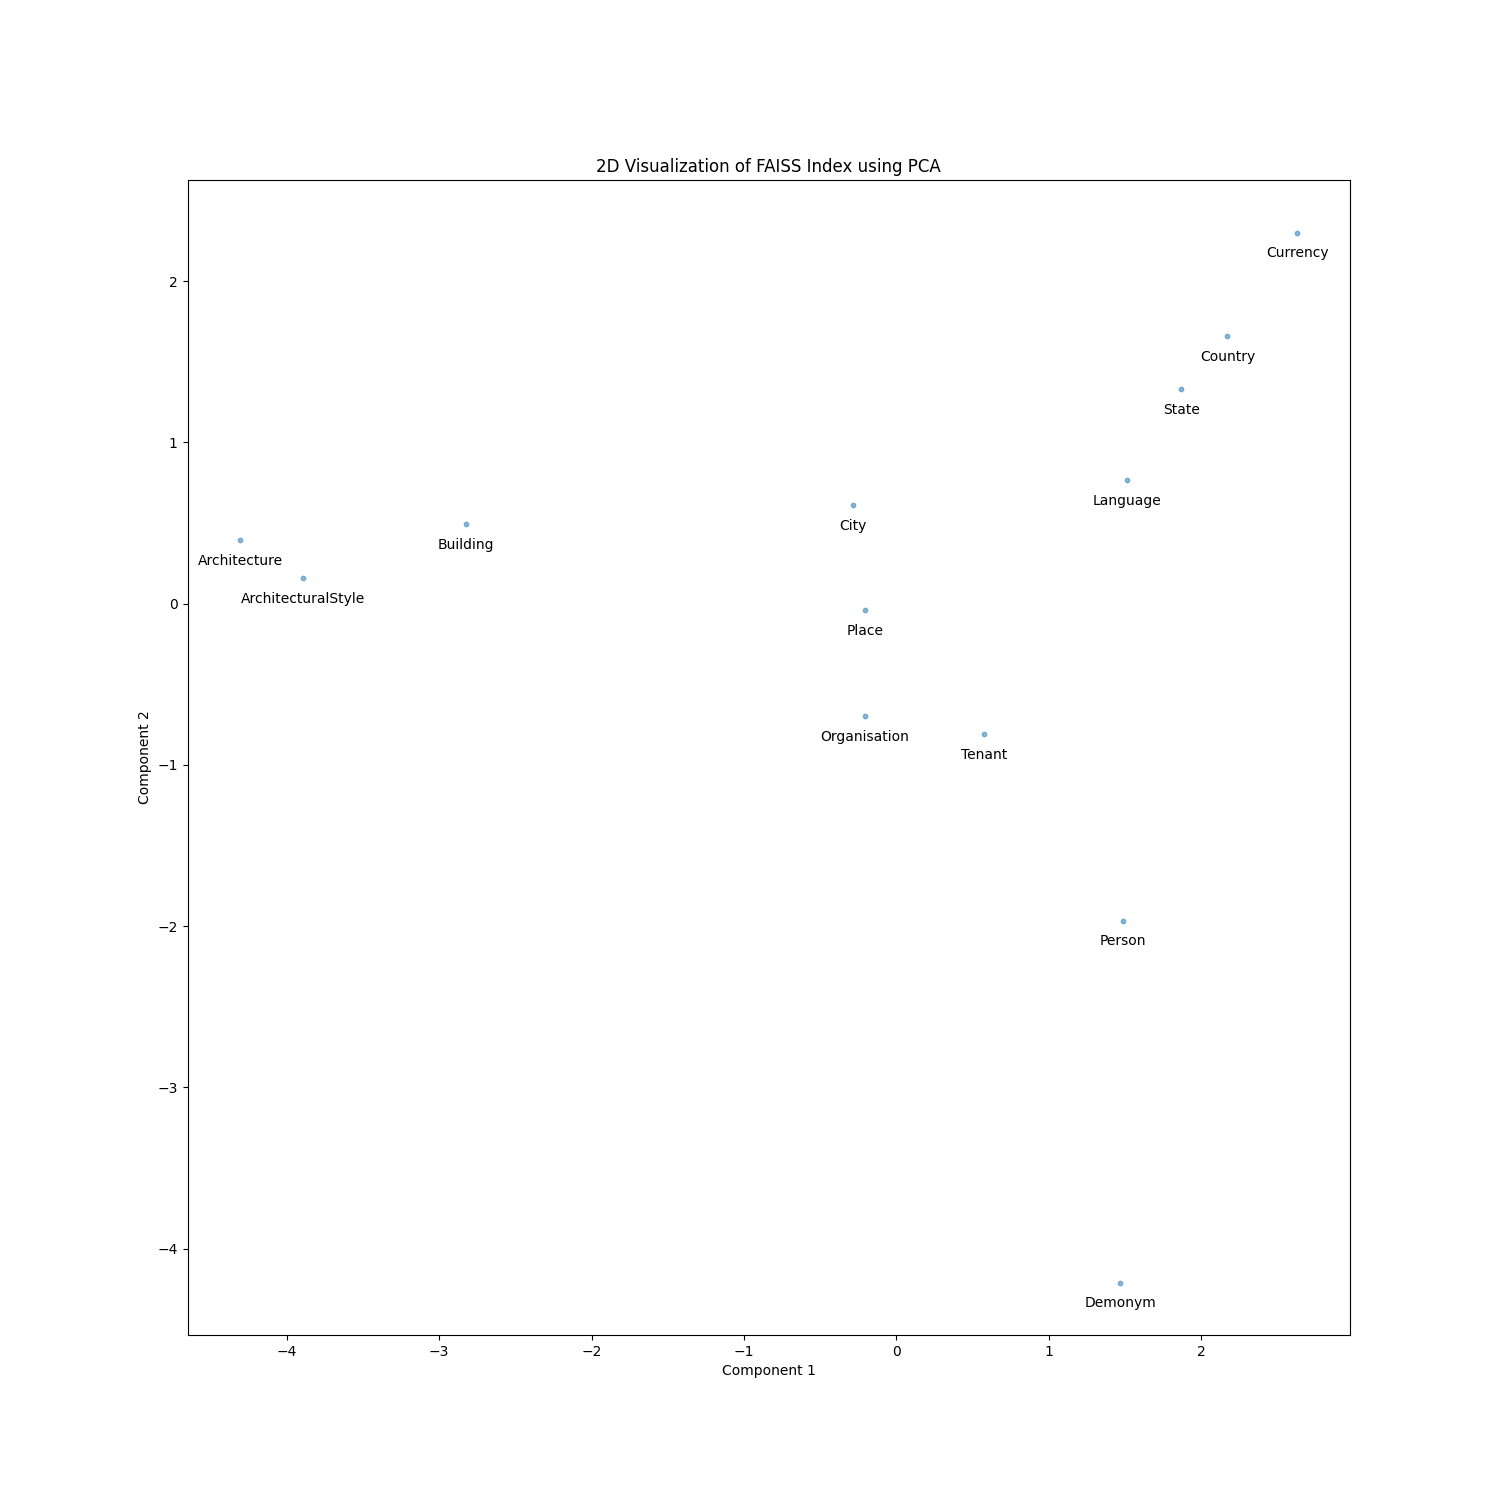 2D Visualization of FAISS Index using PCA
Currency
2
Country
State
1
Language
City
Building
Architecture
ArchitecturalStyle
0
Place
Organisation
Tenant
−1
Component 2
−2
Person
−3
−4
Demonym
−4 −3 −2 −1 0 1 2
Component 1